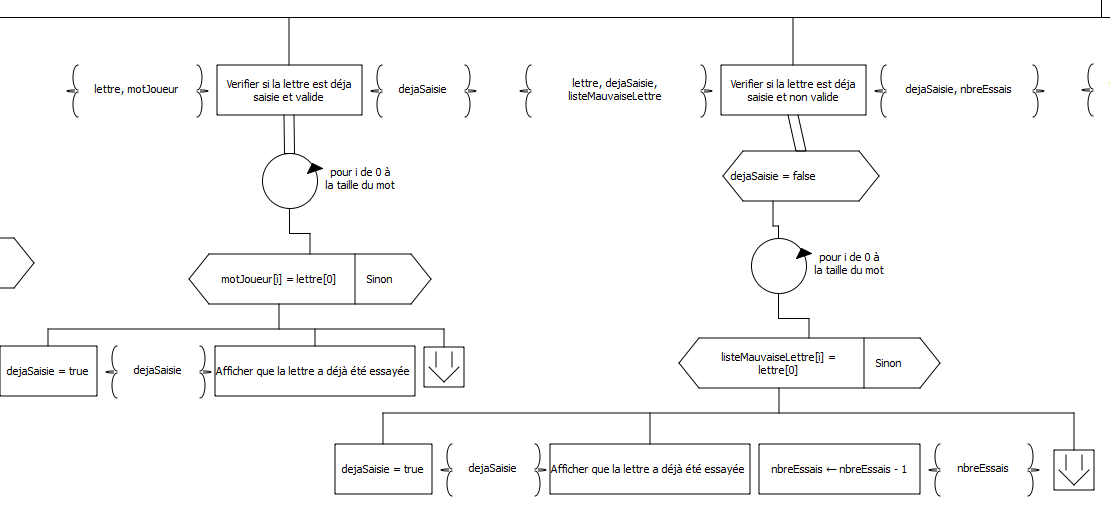 lettre, motJoueur
Verifier si la lettre est déja
saisie et valide
dejaSaisie
pour i de 0 à
la taille du mot
motJoueur[i] = lettre[0]
Sinon
dejaSaisie = true
dejaSaisie
Afficher que la lettre a déjà été essayée
lettre, dejaSaisie,
listeMauvaiseLettre
Verifier si la lettre est déja
saisie et non valide
dejaSaisie, nbreEssais
dejaSaisie = false
pour i de 0 à
la taille du mot
listeMauvaiseLettre[i] =
lettre[0]
Sinon
dejaSaisie = true
dejaSaisie
Afficher que la lettre a déjà été essayée
nbreEssais ← nbreEssais - 1
nbreEssais